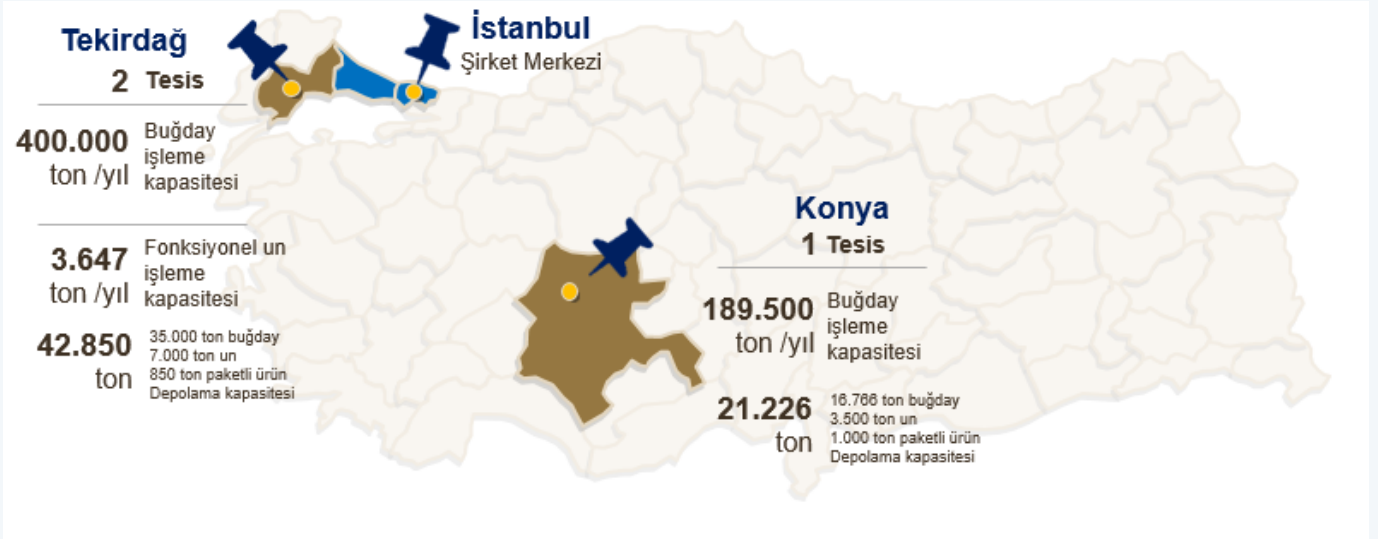 Tekirdağ
2 Tesis
400.000
ton /yıl
Buğday
işleme
kapasitesi
3.647
ton /yıl
Fonksiyonel un
işleme
kapasitesi
42.850
ton
35.000 ton buğday
7.000 ton un
850 ton paketli ürün
Depolama kapasitesi
İstanbul
Şirket Merkezi
Konya
1 Tesis
189.500
ton /yıl
Buğday
işleme
kapasitesi
21.226
ton
16.766 ton buğday
3.500 ton un
1.000 ton paketli ürün
Depolama kapasitesi